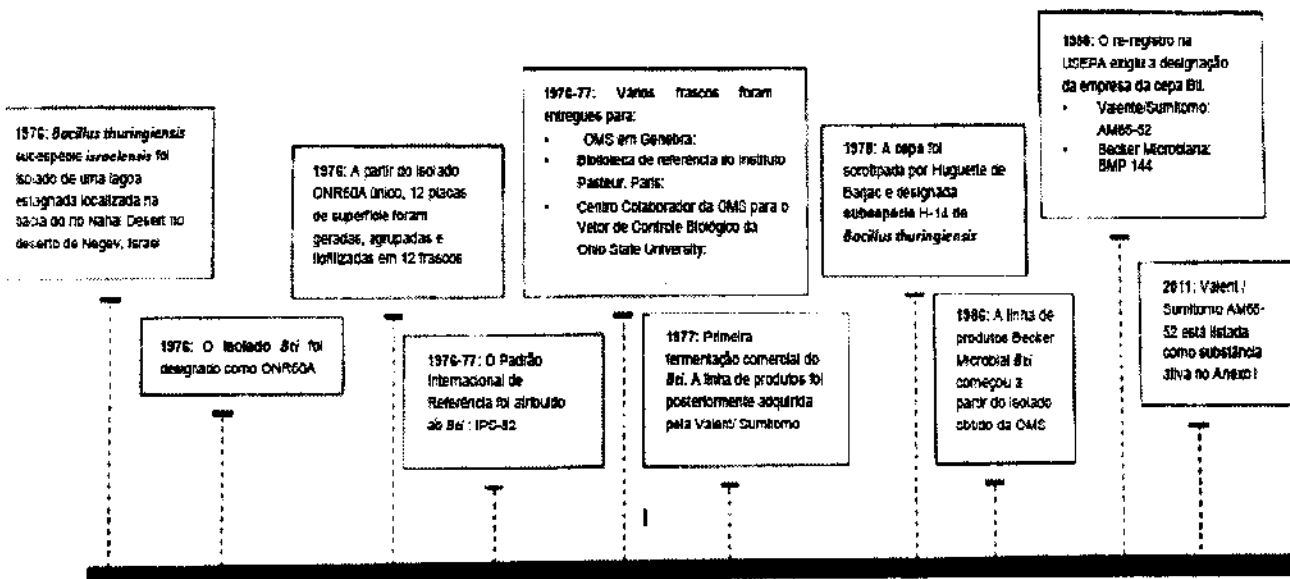 1976: Bacillus thuringiensis
subespécie israelensis foi
isolado de uma lagoa
estagnada localizada na
bacia do rio Nahal Desert no
deserto de Negev, Israel
1976: O isolado Bti foi
designado como ONR60A
1976: A partir do isolado
ONR60A único, 12 placas
de superfície foram
geradas, agrupadas e
liofilizadas em 12 frascos
1976-77: O Padrão
Internacional de
Referência foi atribuído
ao Bti : IPS-82
1976-77: Vários frascos foram
entregues para:
• OMS em Genebra;
• Biblioteca de referência do Instituto
Pasteur, Paris;
• Centro Colaborador da OMS para o
Vetor de Controle Biológico da
Ohio State University;
1977: Primeira
fermentação comercial do
Bti. A linha de produtos foi
posteriormente adquirida
pela Valent/ Sumitomo
1978: A cepa foi
sorotipada por Huguette de
Barjac e designada
subespécie H-14 de
Bacillus thuringiensis
1986: A linha de
produtos Becker
Microbial Bti
começou a
partir do isolado
obtido da OMS
O re-registro na
USEPA exigiu a designação
da empresa da cepa Bti.
• Valente/Sumitomo:
AM65-52
• Becker Microbiana:
BMP 144
2011: Valent /
Sumitomo AM65-
52 está listada
como substância
ativa no Anexo I